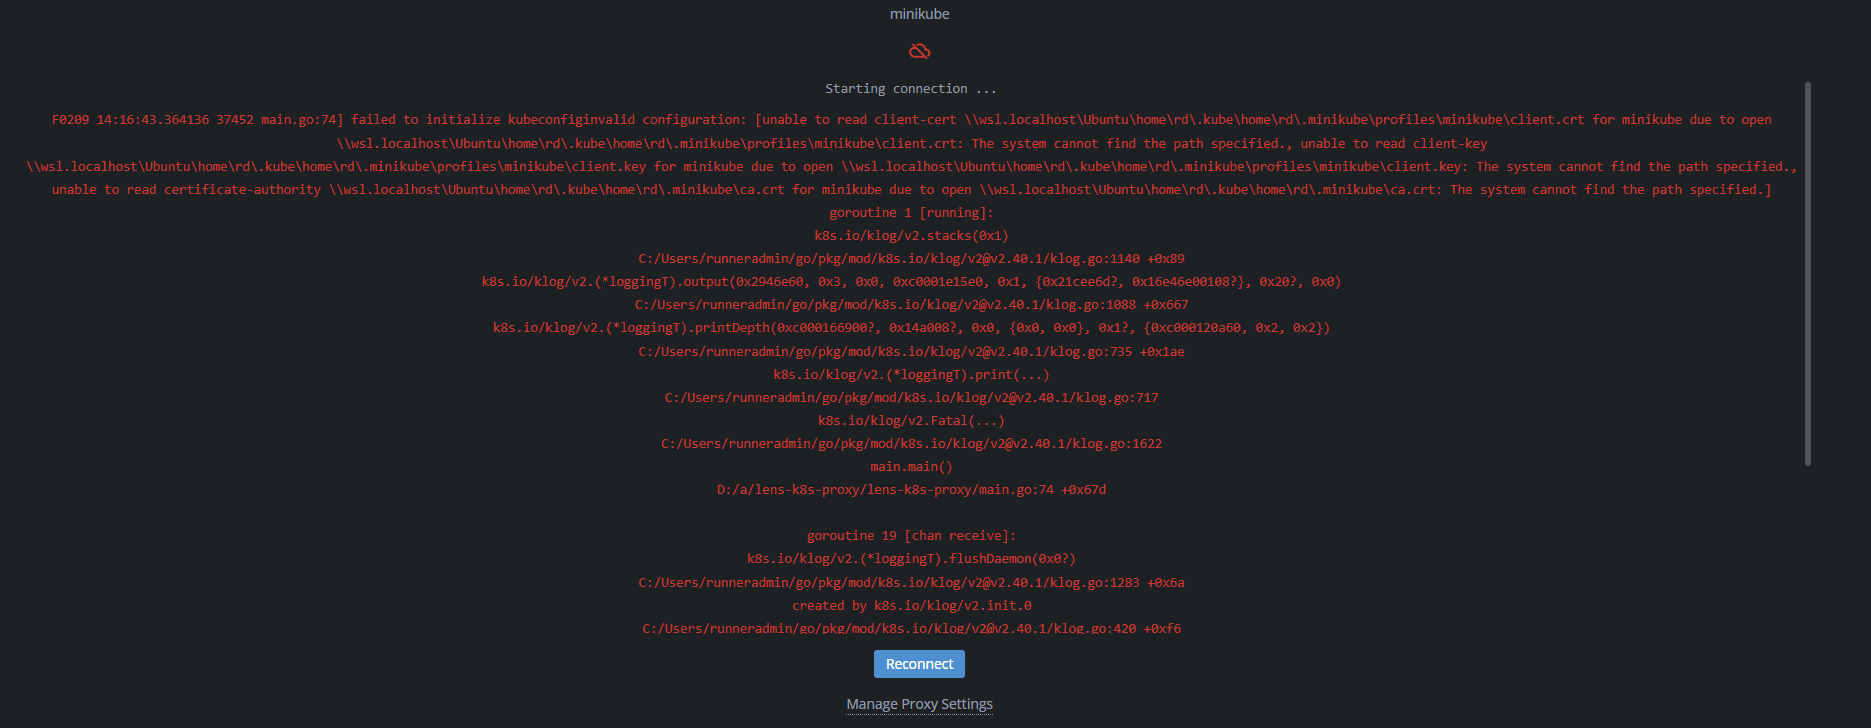 minikube
Starting connection ...
F0209 14:16:43.364136 37452 main.go:74] failed to initialize kubeconfiginvalid configuration: [unable to read client-cert \\wsl.localhost\Ubuntu\home\rd\.kube\home\rd\.minikube\profiles\minikube\client.crt for minikube due to open
\\wsl.localhost\Ubuntu\home\rd\.kube\home\rd\.minikube\profiles\minikube\client.crt: The system cannot find the path specified., unable to read client-key
\\wsl.localhost\Ubuntu\home\rd\.kube\home\rd\.minikube\profiles\minikube\client.key for minikube due to open \\wsl.localhost\Ubuntu\home\rd\.kube\home\rd\.minikube\profiles\minikube\client.key: The system cannot find the path specified.,
unable to read certificate-authority \\wsl.localhost\Ubuntu\home\rd\.kube\home\rd\.minikube\ca.crt for minikube due to open \\wsl.localhost\Ubuntu\home\rd\.kube\home\rd\.minikube\ca.crt: The system cannot find the path specified.]
goroutine 1 [running]:
k8s.io/klog/v2.stacks(0x1)
C:/Users/runneradmin/go/pkg/mod/k8s.io/klog/v2@v2.40.1/klog.go:1140 +0x89
k8s.io/klog/v2.(*loggingT).output(0x2946e60, 0x3, 0x0, 0xc0001e15e0, 0x1, {0x21cee6d?, 0x16e46e00108?}, 0x20?, 0x0)
C:/Users/runneradmin/go/pkg/mod/k8s.io/klog/v2@v2.40.1/klog.go:1088 +0x667
k8s.io/klog/v2.(*loggingT).printDepth(0xc000166900?, 0x14a008?, 0x0, {0x0, 0x0}, 0x1?, {0xc000120a60, 0x2, 0x2})
C:/Users/runneradmin/go/pkg/mod/k8s.io/klog/v2@v2.40.1/klog.go:735 +0x1ae
k8s.io/klog/v2.(*loggingT).print(...)
C:/Users/runneradmin/go/pkg/mod/k8s.io/klog/v2@v2.40.1/klog.go:717
k8s.io/klog/v2.Fatal(...)
C:/Users/runneradmin/go/pkg/mod/k8s.io/klog/v2@v2.40.1/klog.go:1622
main.main()
D:/a/lens-k8s-proxy/lens-k8s-proxy/main.go:74 +0x67d
goroutine 19 [chan receive]:
k8s.io/klog/v2.(*loggingT).flushDaemon(0x0?)
C:/Users/runneradmin/go/pkg/mod/k8s.io/klog/v2@v2.40.1/klog.go:1283 +0x6a
created by k8s.io/klog/v2.init.0
C:/Users/runneradmin/go/pkg/mod/k8s.io/klog/v2@v2.40.1/klog.go:420 +0xf6
Reconnect
Manage Proxy Settings